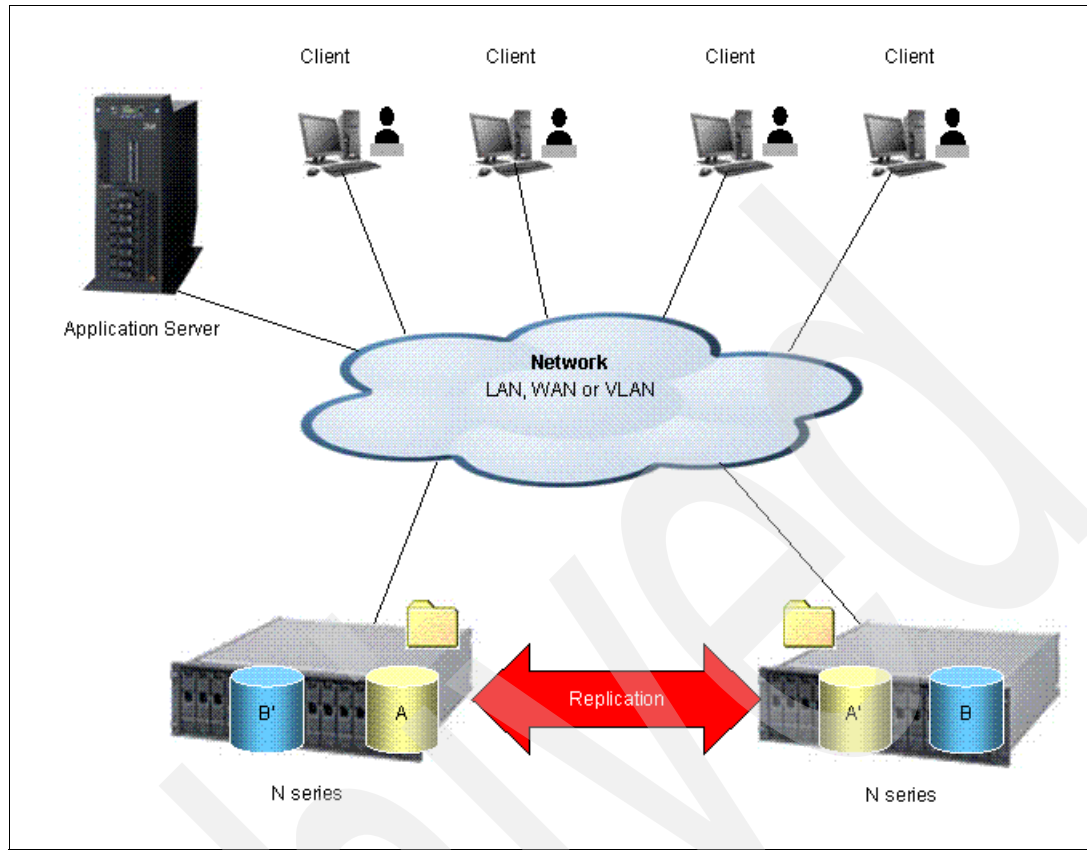 Client
Client
Client
Client
Application Server
Network
LAN, WAN or VLAN
B'
A
Replication
A'
B
N series
N series